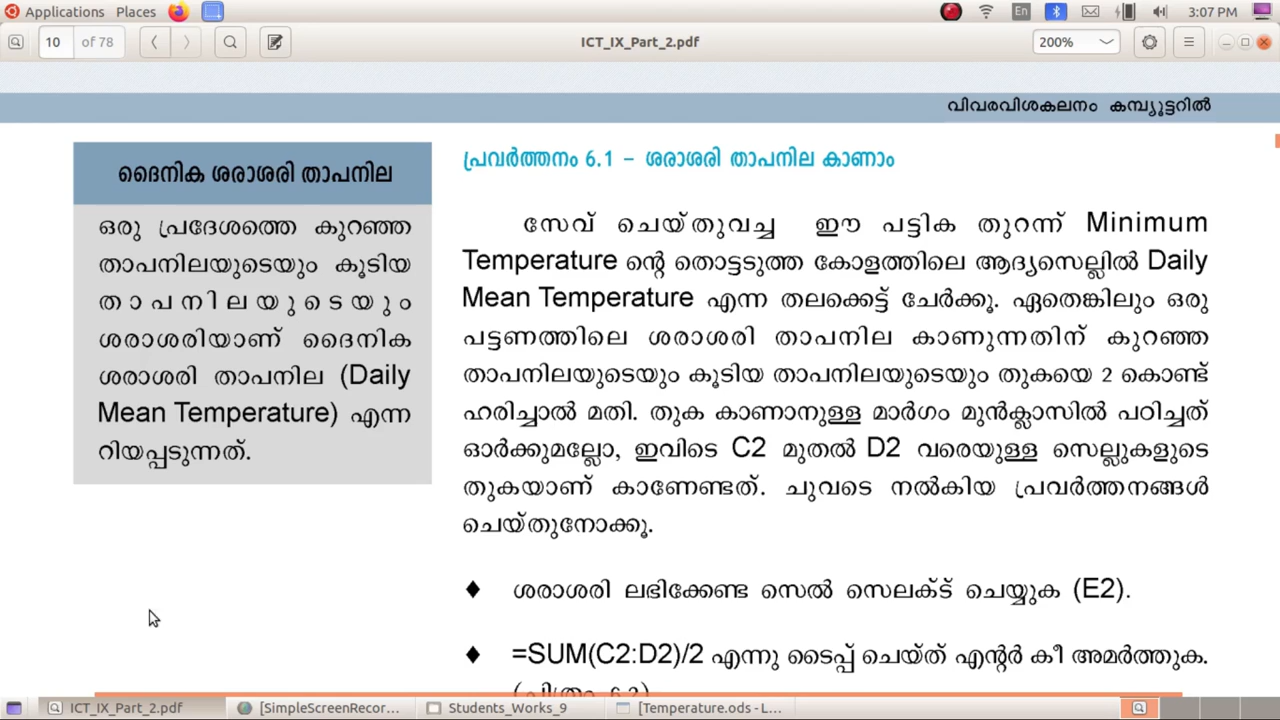 Applications Places En 3:07 PM
10 of 78 ICT_IX_Part_2.pdf 200%
വിവരവിശകലനം കമ്പ്യൂട്ടറിൽ
ദൈനിക ശരാശരി താപനില
ഒരു പ്രദേശത്തെ കുറഞ്ഞ
താപനിലയുടെയും കൂടിയ
താപനിലയുടെയും
ശരാശരിയാണ് ദൈനിക
ശരാശരി താപനില (Daily
Mean Temperature) എന്ന
റിയപ്പെടുന്നത്.
പ്രവർത്തനം 6.1 – ശരാശരി താപനില കാണാം
സേവ് ചെയ്തുവച്ച ഈ പട്ടിക തുറന്ന് Minimum
Temperature ന്റെ തൊട്ടടുത്ത കോളത്തിലെ ആദ്യസെല്ലിൽ Daily
Mean Temperature എന്ന തലക്കെട്ട് ചേർക്കൂ. ഏതെങ്കിലും ഒരു
പട്ടണത്തിലെ ശരാശരി താപനില കാണുന്നതിന് കുറഞ്ഞ
താപനിലയുടെയും കൂടിയ താപനിലയുടെയും തുകയെ 2 കൊണ്ട്
ഹരിച്ചാൽ മതി. തുക കാണാനുള്ള മാർഗം മുൻക്ലാസിൽ പഠിച്ചത്
ഓർക്കുമല്ലോ, ഇവിടെ C2 മുതൽ D2 വരെയുള്ള സെല്ലുകളുടെ
തുകയാണ് കാണേണ്ടത്. ചുവടെ നൽകിയ പ്രവർത്തനങ്ങൾ
ചെയ്തുനോക്കൂ.
♦ ശരാശരി ലഭിക്കേണ്ട സെൽ സെലക്ട് ചെയ്യുക (E2).
♦ =SUM(C2:D2)/2 എന്നു ടൈപ്പ് ചെയ്ത് എന്റർ കീ അമർത്തുക.
ICT_IX_Part_2.pdf [SimpleScreenRecor... Students_Works_9 [Temperature.ods - L...